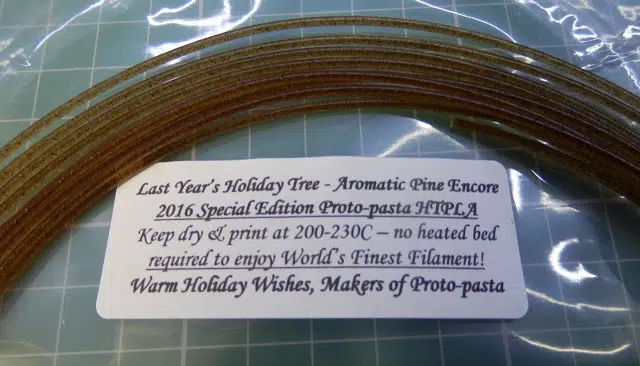 Last Year's Holiday Tree - Aromatic Pine Encore
2016 Special Edition Proto-pasta HTPLA
Keep dry & print at 200-230C – no heated bed
required to enjoy World's Finest Filament!
Warm Holiday Wishes, Makers of Proto-pasta